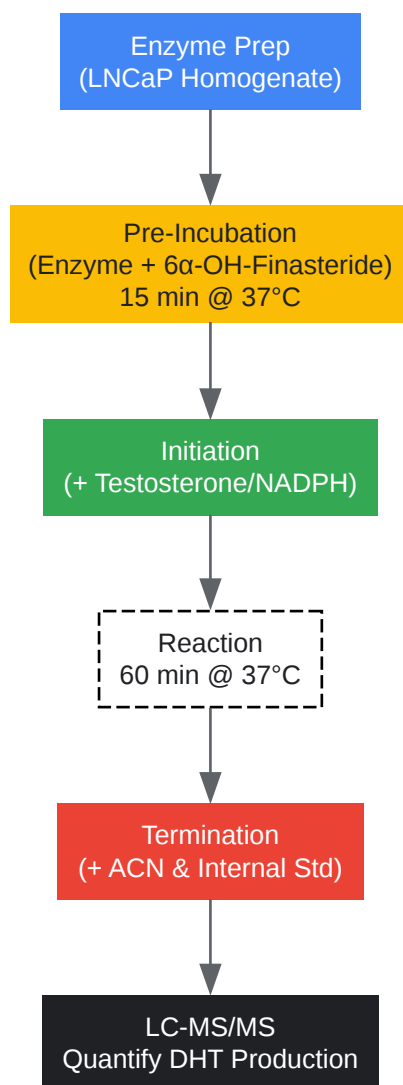 Enzyme Prep
(LNCaP Homogenate)
Pre-Incubation
(Enzyme + 6α-OH-Finasteride)
15 min @ 37°C
Initiation
(+ Testosterone/NADPH)
Reaction
60 min @ 37°C
Termination
(+ ACN & Internal Std)
LC-MS/MS
Quantify DHT Production